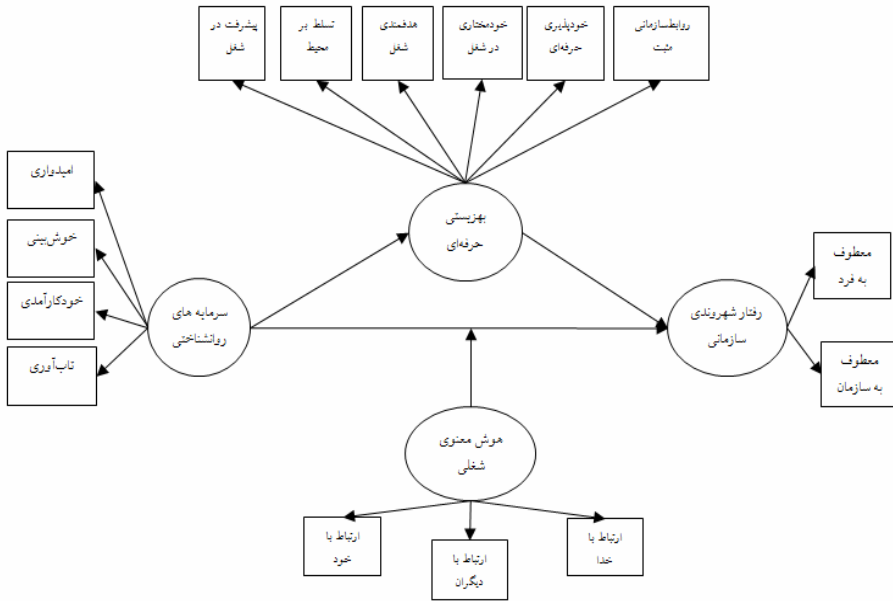 روابط‌سازمانی
مثبت
خودپذیری
حرفه‌ای
خودمختاری
در شغل
هدفمندی
شغل
تسلط بر
محیط
پیشرفت در
شغل
امیدواری
خوش‌بینی
خودکارآمدی
تاب‌آوری
بهزیستی
حرفه‌ای
سرمایه های
روانشناختی
رفتار شهروندی
سازمانی
معطوف
به فرد
معطوف
به سازمان
هوش معنوی
شغلی
ارتباط با
خدا
ارتباط با
دیگران
ارتباط با
خود